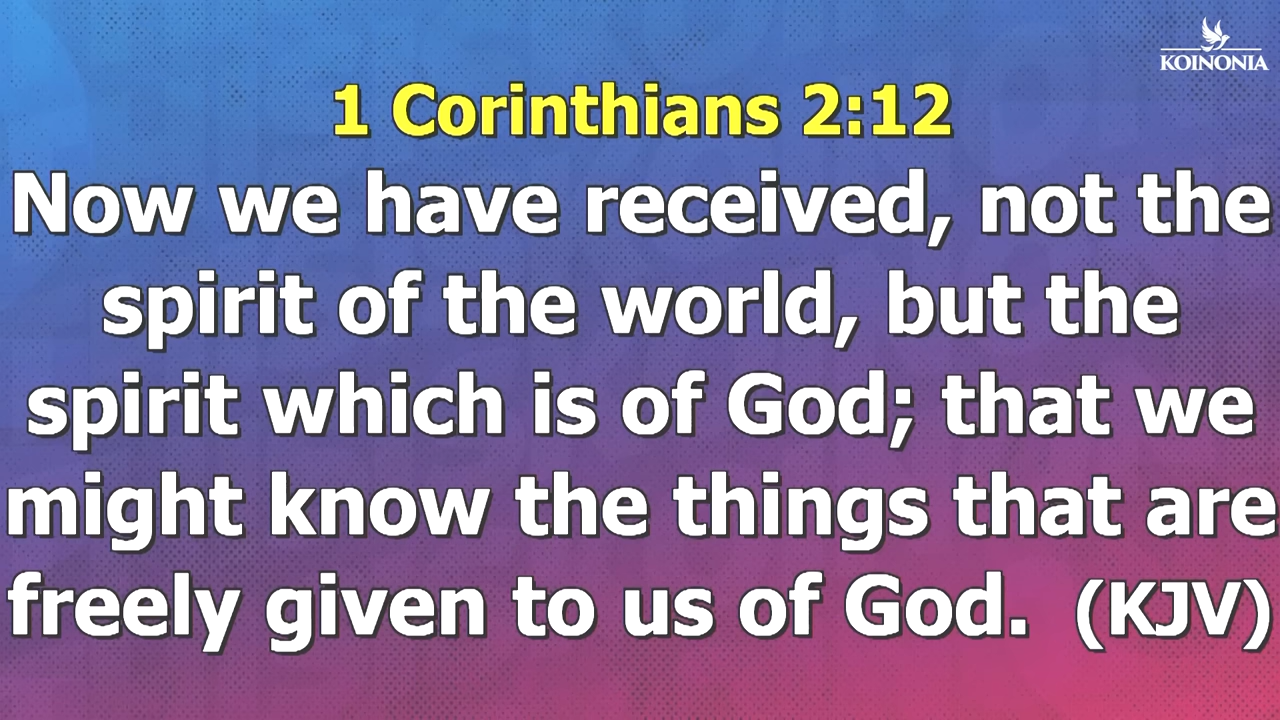 KOINONIA
1 Corinthians 2:12
Now we have received, not the
spirit of the world, but the
spirit which is of God; that we
might know the things that are
freely given to us of God. (KJV)